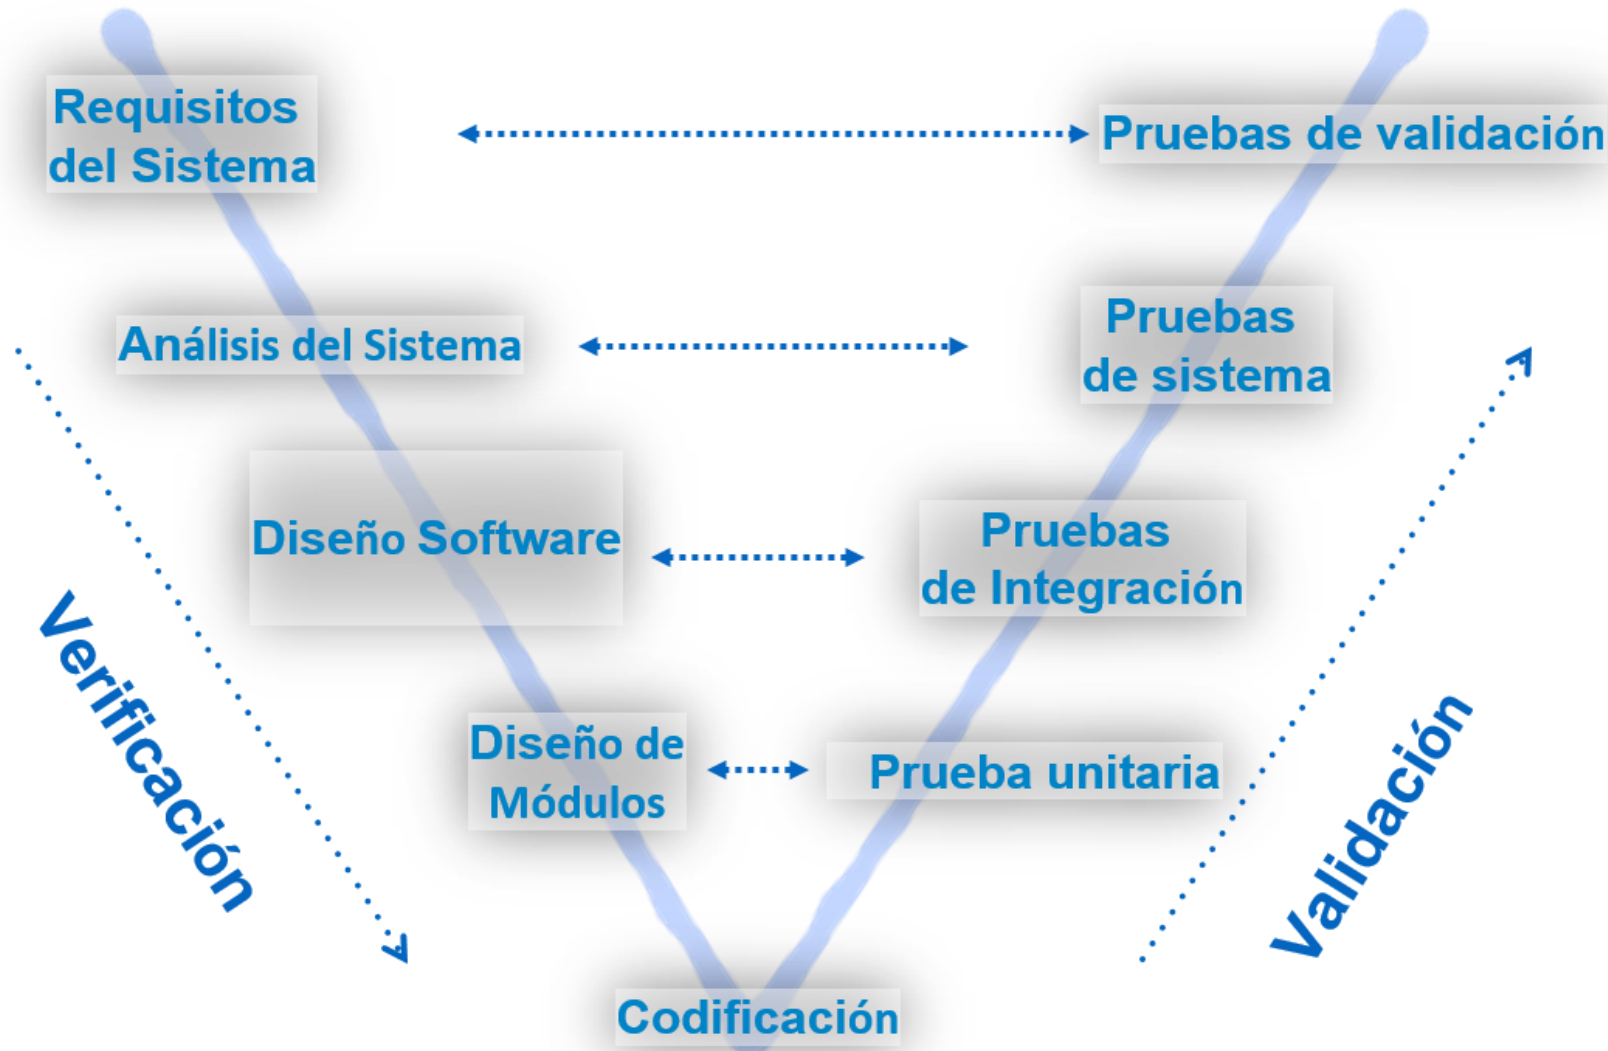 Requisitos
del Sistema
Pruebas de validación
Análisis del Sistema
Pruebas
de sistema
Diseño Software
Pruebas
de Integración
Verificación
Diseño de
Módulos
Prueba unitaria
Validación
Codificación